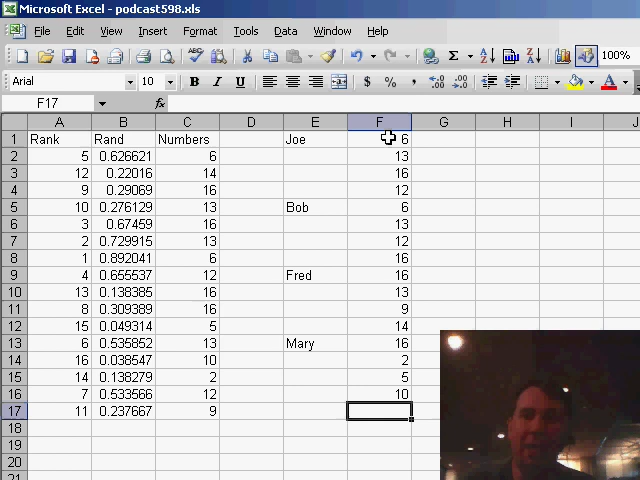 Microsoft Excel - podcast598.xls
File Edit View Insert Format Tools Data Window Help
Σ 100%
Arial 10 B I U $ % , A
F17 fx
A B C D E F G H I J
1 Rank Rand Numbers Joe 6
2 5 0.626621 6 13
3 12 0.22016 14 16
4 9 0.29069 16 12
5 10 0.276129 13 Bob 6
6 3 0.67459 16 13
7 2 0.729915 13 12
8 1 0.892041 6 16
9 4 0.655537 12 Fred 16
10 13 0.138385 16 13
11 8 0.309389 16 9
12 15 0.049314 5 14
13 6 0.535852 13 Mary 16
14 16 0.038547 10 2
15 14 0.138279 2 5
16 7 0.533566 12 10
17 11 0.237667 9
18
19
20
21